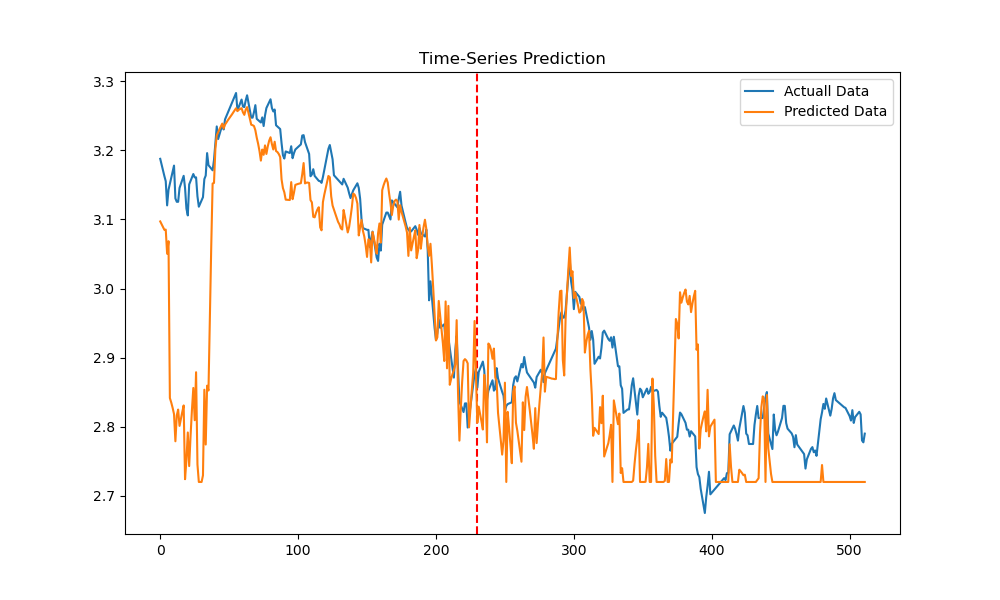 Time-Series Prediction
Actuall Data
Predicted Data
3.3
3.2
3.1
3.0
2.9
2.8
2.7
0 100 200 300 400 500